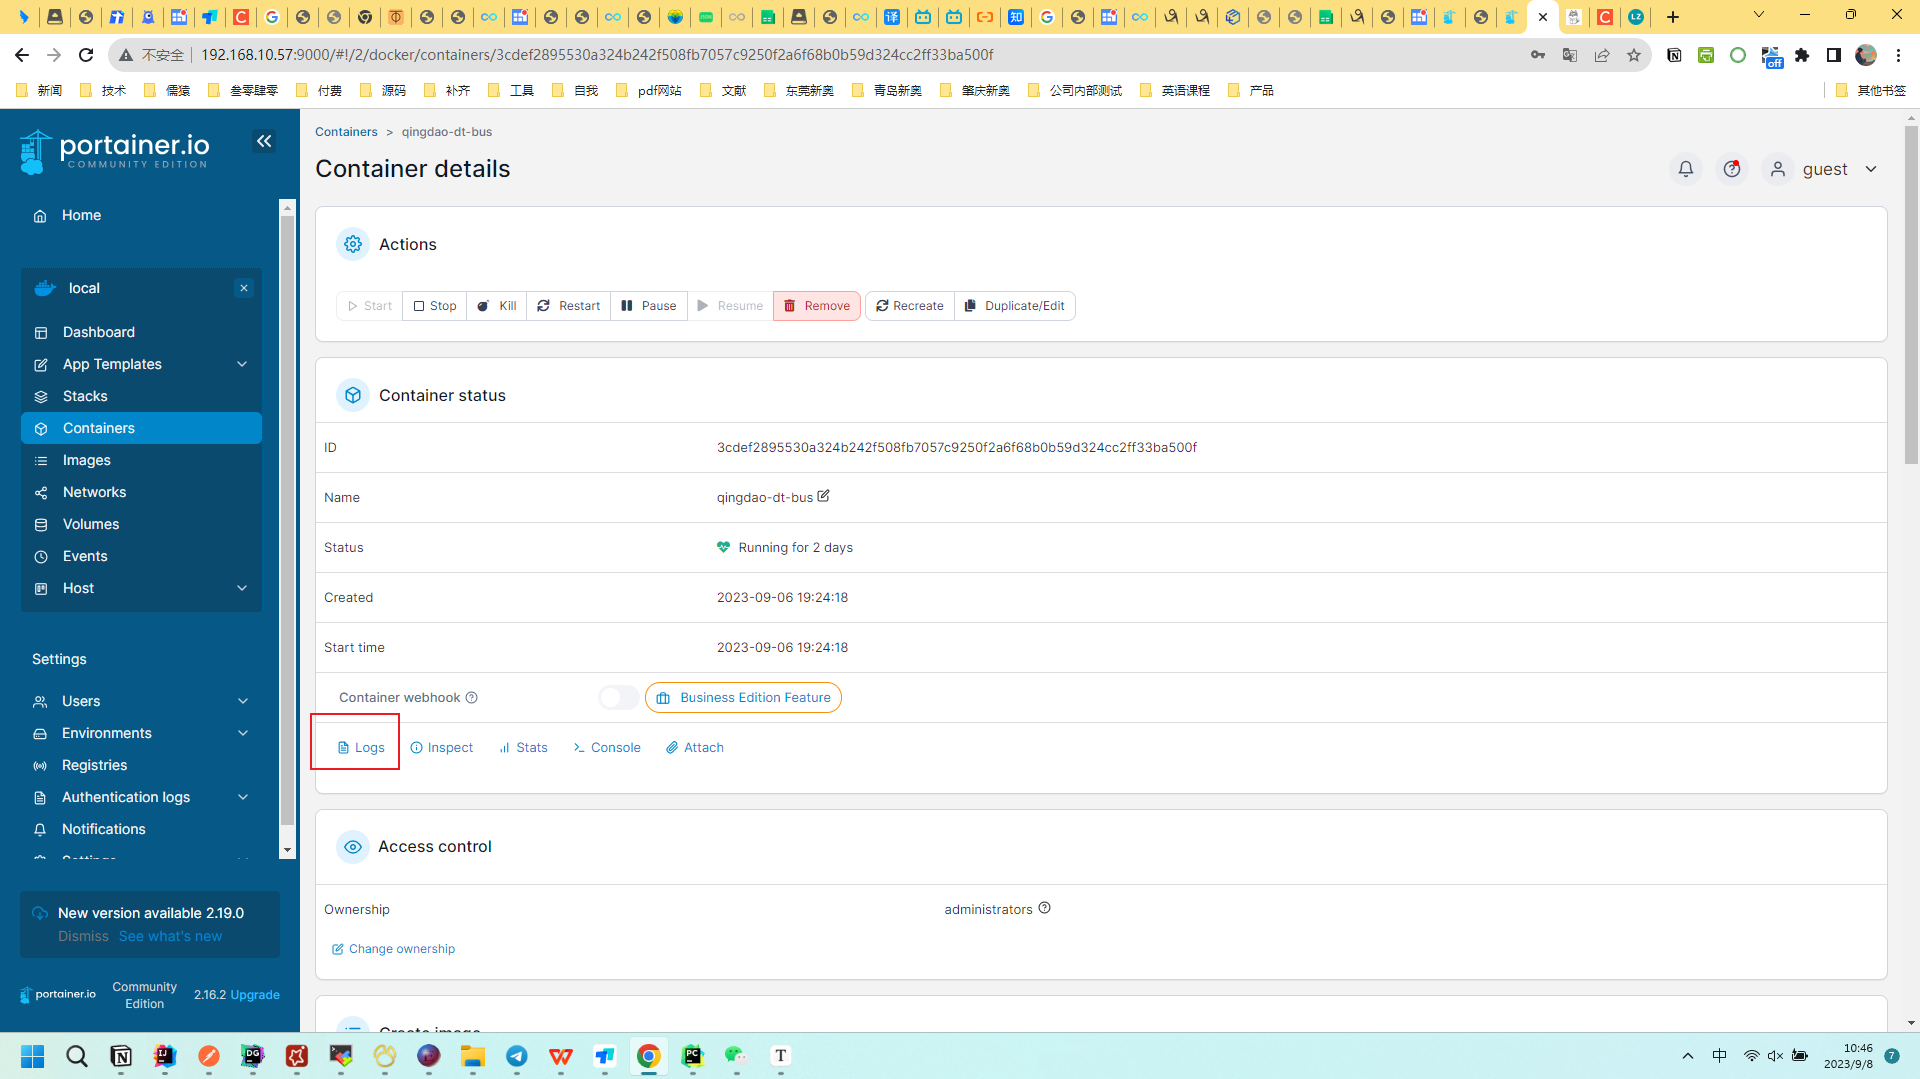 不安全
192.168.10.57:9000/#!/2/docker/containers/3cdef2895530a324b242f508fb7057c9250f2a6f68b0b59d324cc2ff33ba500f
off
新闻 技术 儒猿 叁零肆零 付费 源码 补齐 工具 自我 pdf网站 文献 东莞新奥 青岛新奥 肇庆新奥 公司内部测试 英语课程 产品 其他书签
portainer.io
COMMUNITY EDITION
Home
local
Dashboard
App Templates
Stacks
Containers
Images
Networks
Volumes
Events
Host
Settings
Users
Environments
Registries
Authentication logs
Notifications
Settings
New version available 2.19.0
Dismiss See what's new
portainer.io Community Edition 2.16.2 Upgrade
Containers > qingdao-dt-bus
Container details
guest
Actions
Start Stop Kill Restart Pause Resume Remove Recreate Duplicate/Edit
Container status
ID 3cdef2895530a324b242f508fb7057c9250f2a6f68b0b59d324cc2ff33ba500f
Name qingdao-dt-bus
Status Running for 2 days
Created 2023-09-06 19:24:18
Start time 2023-09-06 19:24:18
Container webhook Business Edition Feature
Logs Inspect Stats Console Attach
Access control
Ownership administrators
Change ownership
Create image
中
10:46
2023/9/8
7